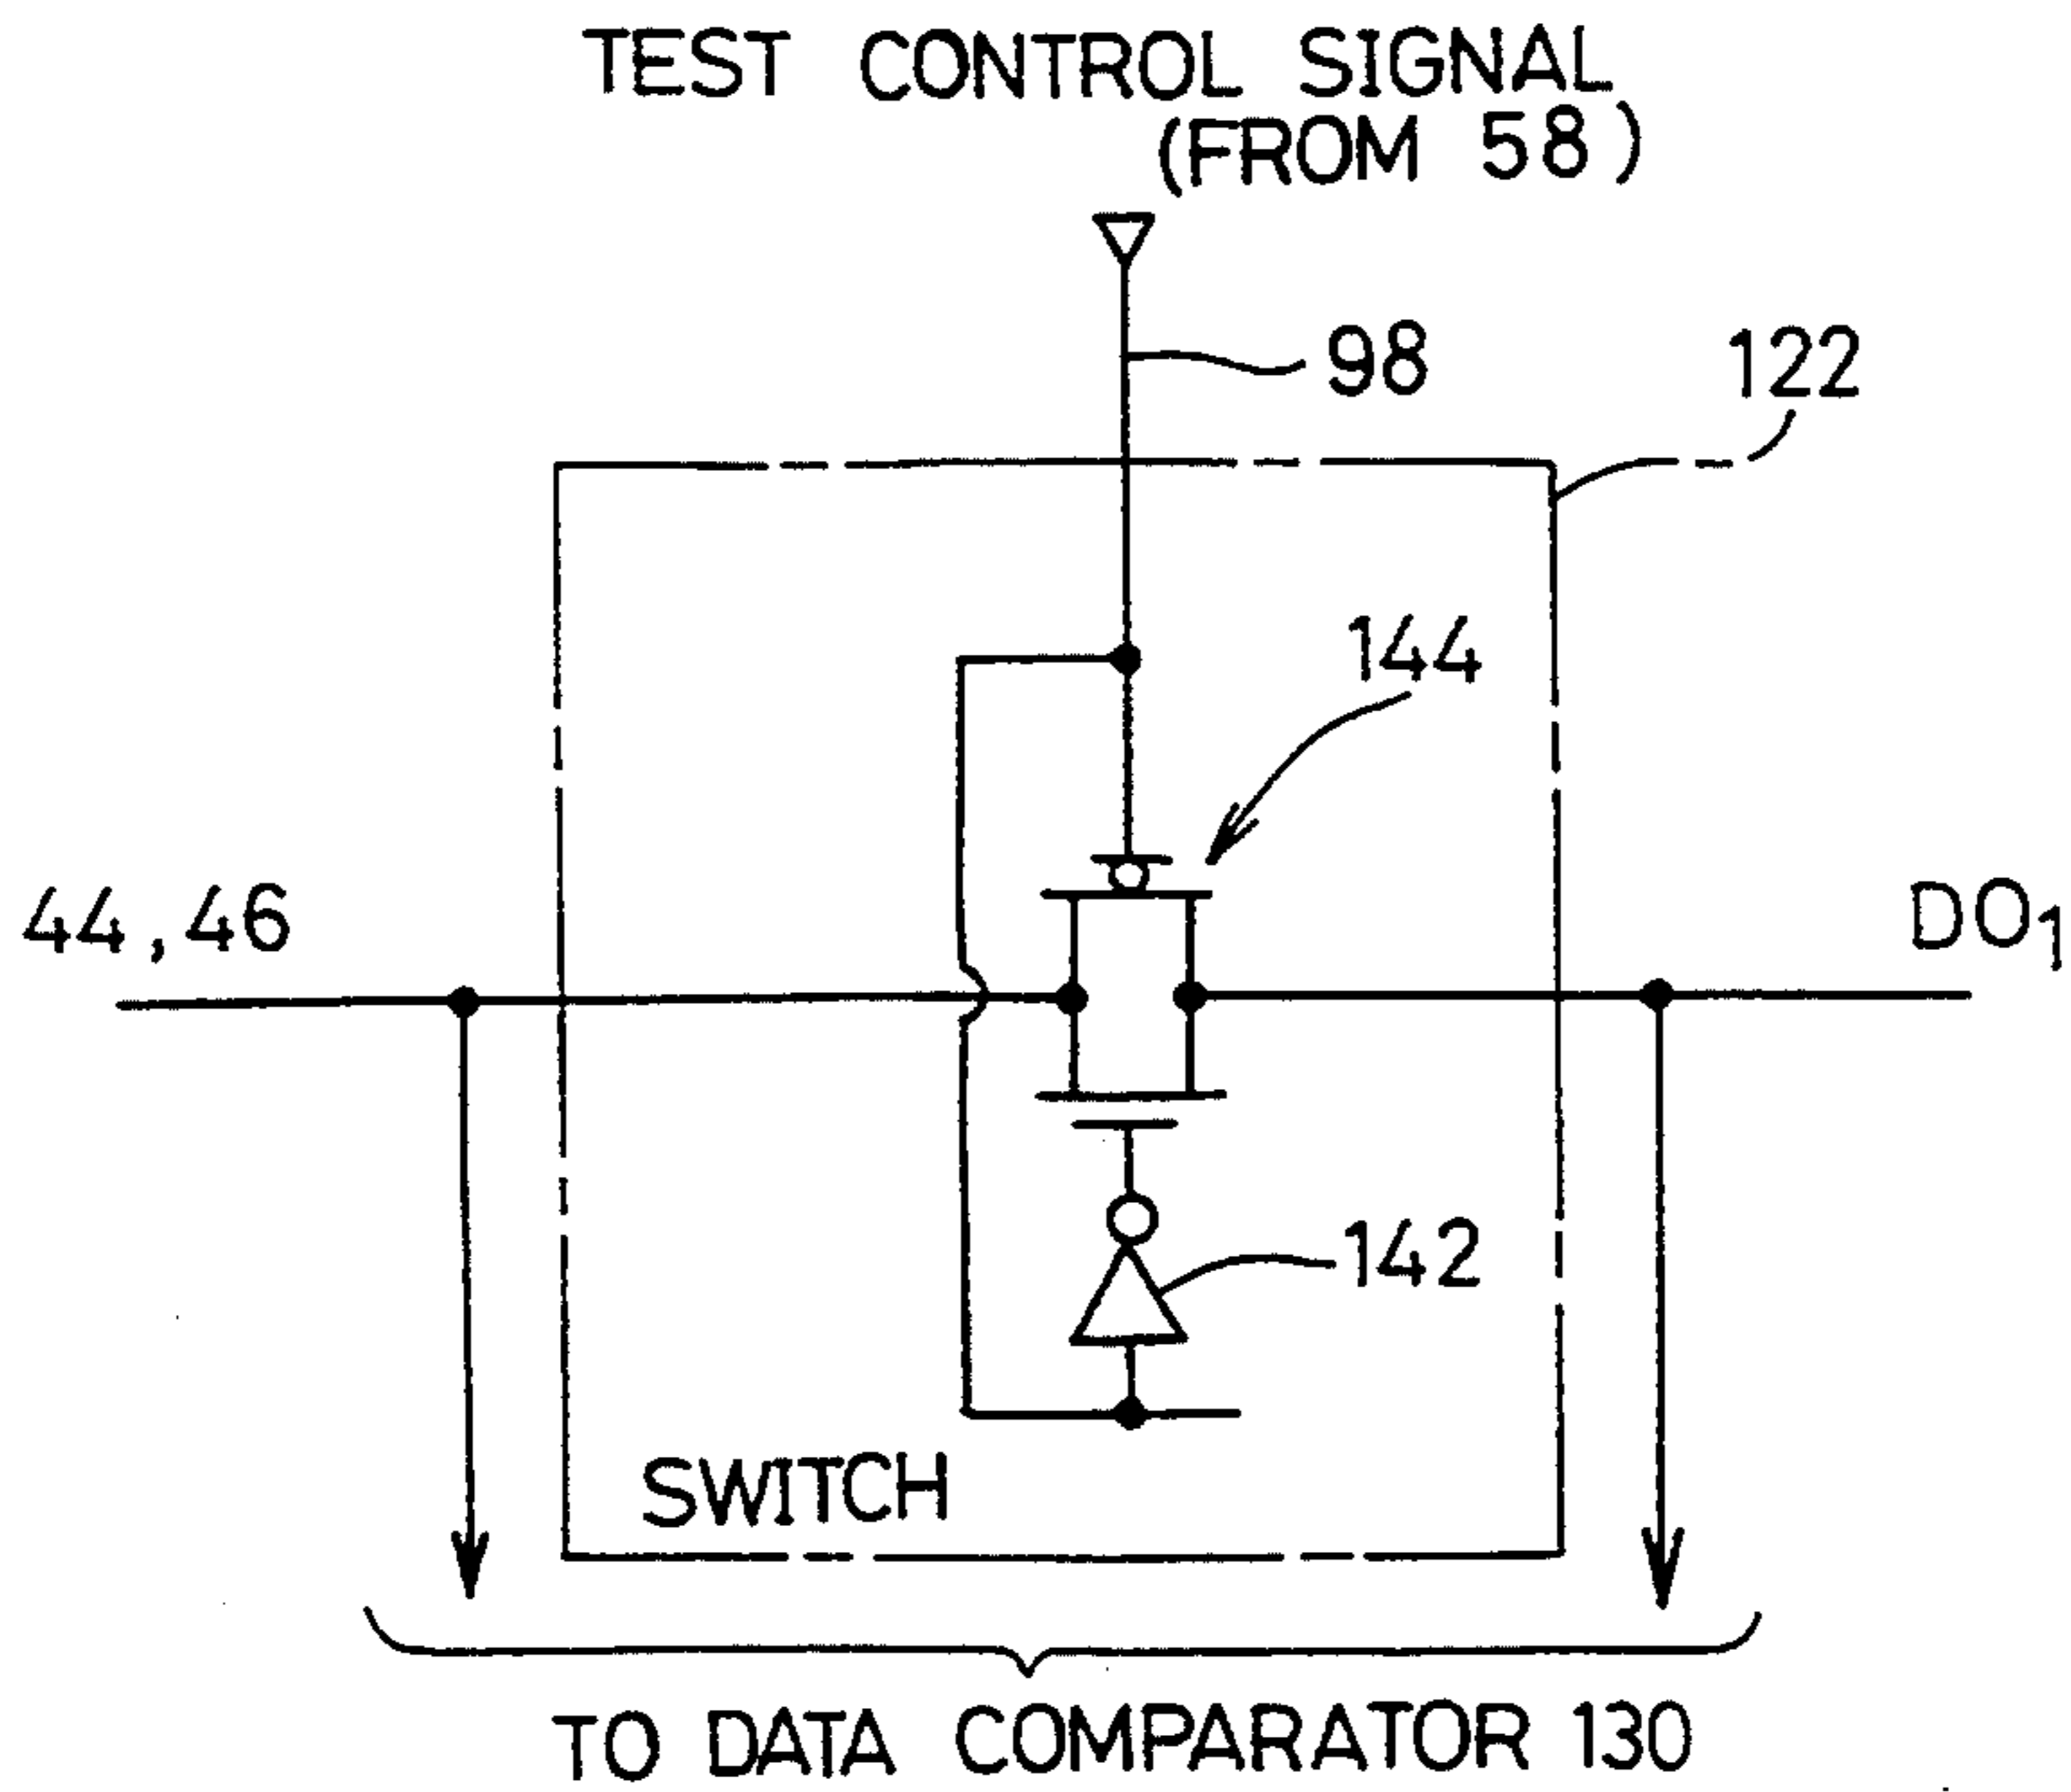 TEST CONTROL SIGNAL
(FROM 58)
98
122
144
44, 46
DO1
142
SWITCH
TO DATA COMPARATOR 130